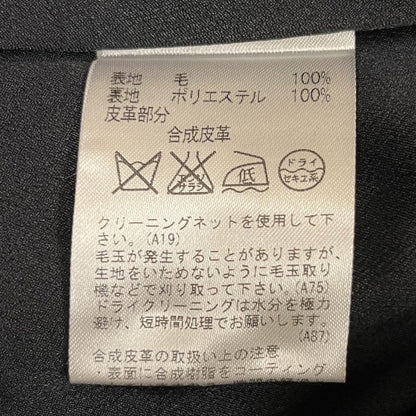 表地 毛 100%
裏地 ポリエステル 100%
皮革部分
合成皮革
エンソ
サラシ
低
ドライ
セキユ系
クリーニングネットを使用して下
さい。(A19)
毛玉が発生することがありますが、
生地をいためないように毛玉取り
機などで刈り取って下さい。(A75)
ドライクリーニングは水分を極力
避け、短時間処理でお願います。
(A87)
合成皮革の取扱い上の注意
・表面に合成樹脂をコーティング